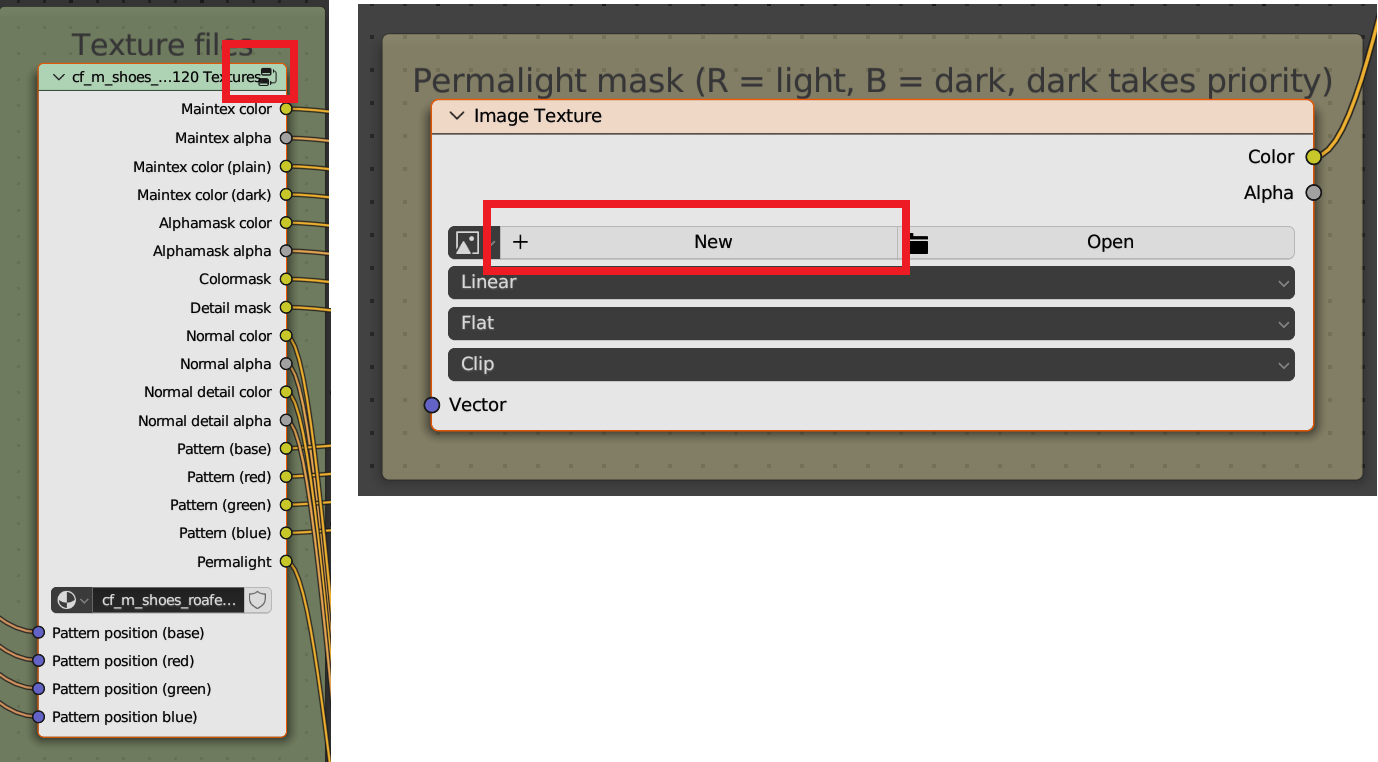 Texture files
cf_m_shoes_...120 Textures
Maintex color
Maintex alpha
Maintex color (plain)
Maintex color (dark)
Alphamask color
Alphamask alpha
Colormask
Detail mask
Normal color
Normal alpha
Normal detail color
Normal detail alpha
Pattern (base)
Pattern (red)
Pattern (green)
Pattern (blue)
Permalight
cf_m_shoes_roafe...
Pattern position (base)
Pattern position (red)
Pattern position (green)
Pattern position blue)
Permalight mask (R = light, B = dark, dark takes priority)
Image Texture
Color
Alpha
+ New Open
Linear
Flat
Clip
Vector